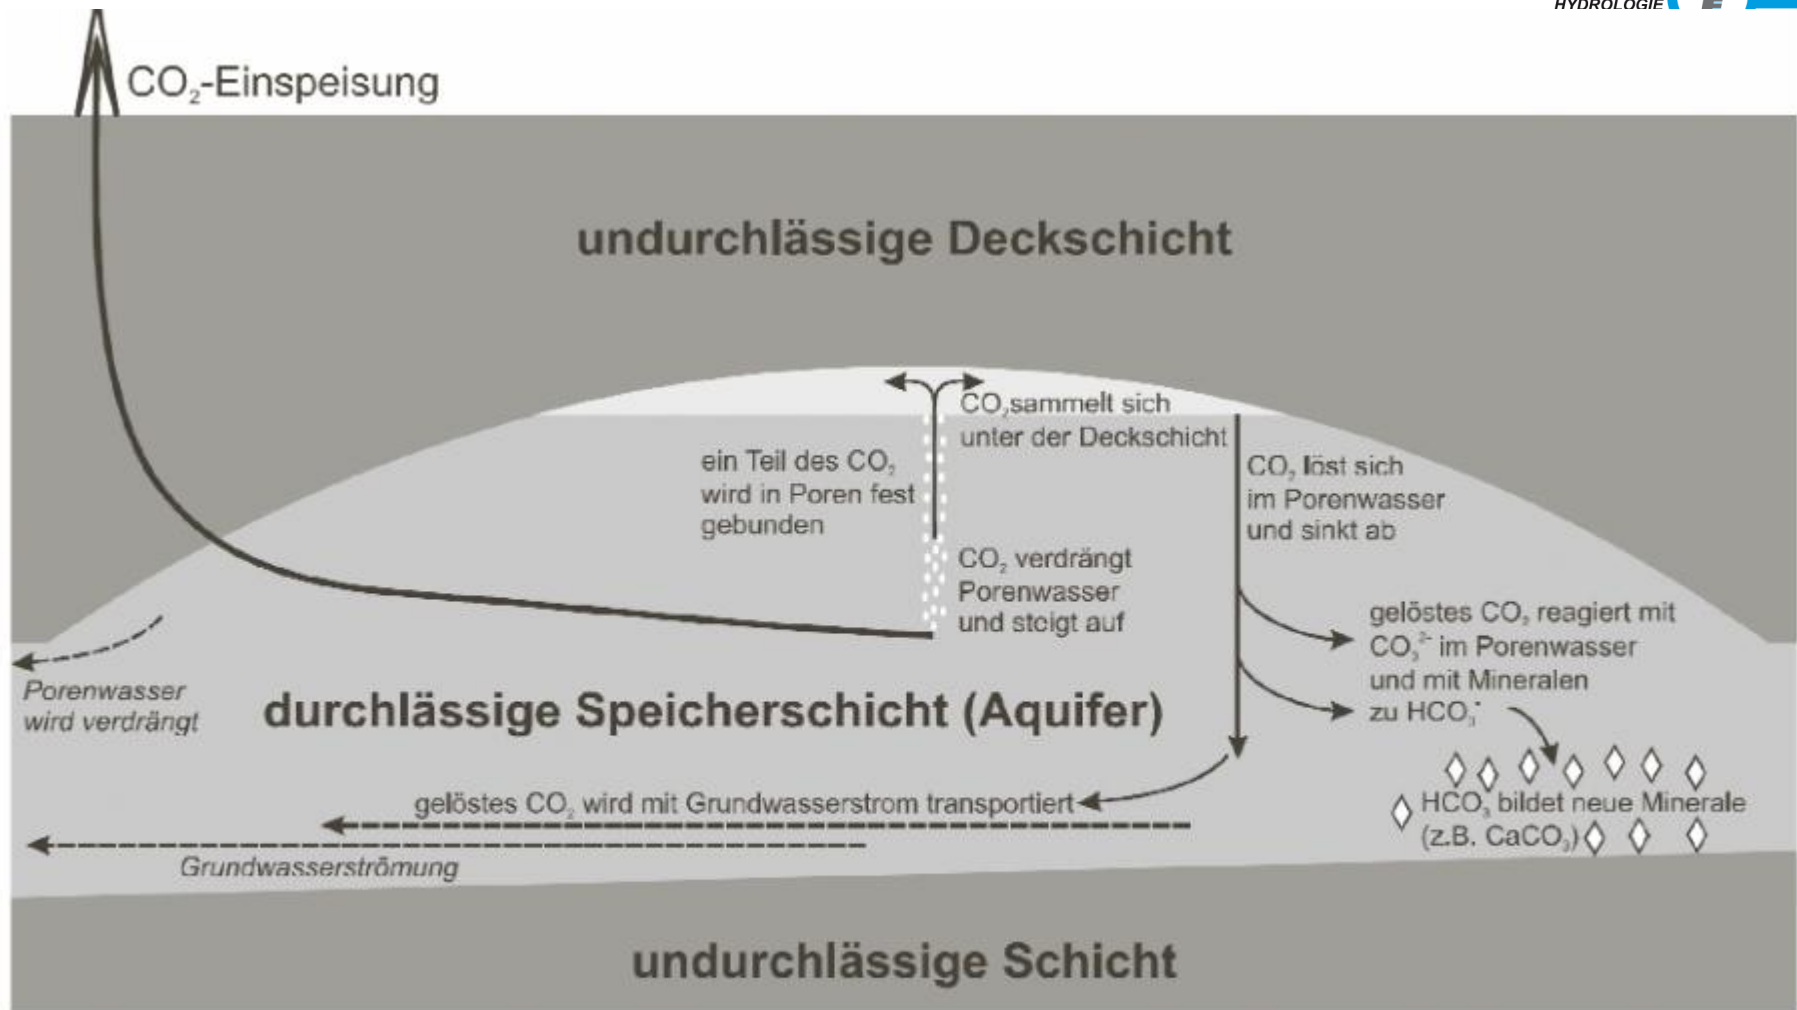 HYDROLOGIE
CO₂-Einspeisung
undurchlässige Deckschicht
CO₂sammelt sich
unter der Deckschicht
ein Teil des CO₂
wird in Poren fest
gebunden
CO₂ löst sich
im Porenwasser
und sinkt ab
CO₂ verdrängt
Porenwasser
und steigt auf
gelöstes CO₂ reagiert mit
CO₃²⁻ im Porenwasser
und mit Mineralen
zu HCO₃⁻
Porenwasser
wird verdrängt
durchlässige Speicherschicht (Aquifer)
gelöstes CO₂ wird mit Grundwasserstrom transportiert
HCO₃ bildet neue Minerale
(z.B. CaCO₃)
Grundwasserströmung
undurchlässige Schicht